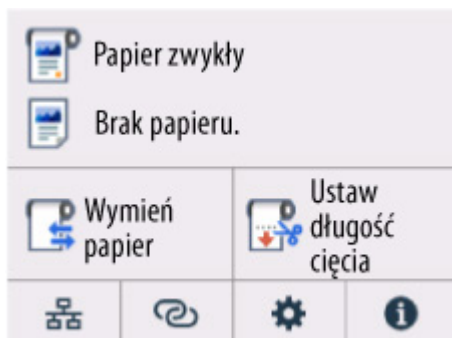 Papier zwykły
Brak papieru.
Wymień
papier
Ustaw
długość
cięcia